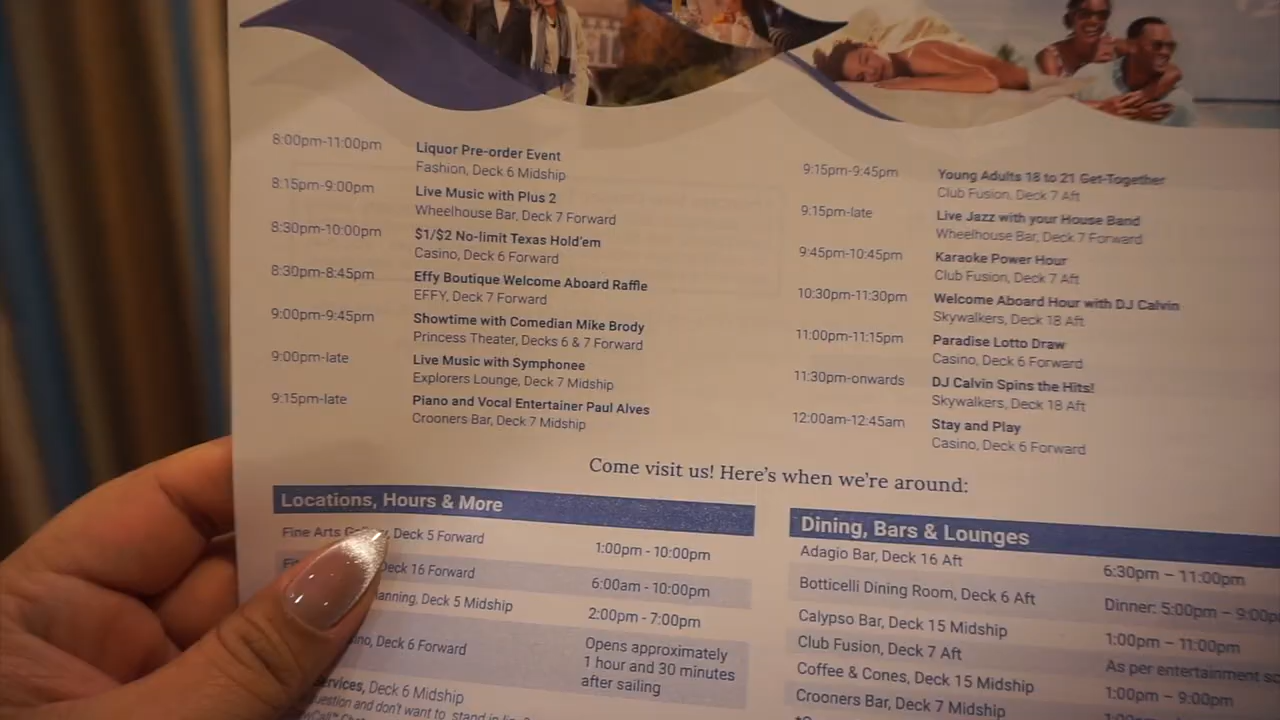 8:00pm-11:00pm Liquor Pre-order Event
Fashion, Deck 6 Midship
8:15pm-9:00pm Live Music with Plus 2
Wheelhouse Bar, Deck 7 Forward
8:30pm-10:00pm $1/$2 No-limit Texas Hold'em
Casino, Deck 6 Forward
8:30pm-8:45pm Effy Boutique Welcome Aboard Raffle
EFFY, Deck 7 Forward
9:00pm-9:45pm Showtime with Comedian Mike Brody
Princess Theater, Decks 6 & 7 Forward
9:00pm-late Live Music with Symphonee
Explorers Lounge, Deck 7 Midship
9:15pm-late Piano and Vocal Entertainer Paul Alves
Crooners Bar, Deck 7 Midship
9:15pm-9:45pm Young Adults 18 to 21 Get-Together
Club Fusion, Deck 7 Aft
9:15pm-late Live Jazz with your House Band
Wheelhouse Bar, Deck 7 Forward
9:45pm-10:45pm Karaoke Power Hour
Club Fusion, Deck 7 Aft
10:30pm-11:30pm Welcome Aboard Hour with DJ Calvin
Skywalkers, Deck 18 Aft
11:00pm-11:15pm Paradise Lotto Draw
Casino, Deck 6 Forward
11:30pm-onwards DJ Calvin Spins the Hits!
Skywalkers, Deck 18 Aft
12:00am-12:45am Stay and Play
Casino, Deck 6 Forward
Come visit us! Here's when we're around:
Locations, Hours & More
Fine Arts Deck 5 Forward 1:00pm - 10:00pm
Deck 16 Forward 6:00am - 10:00pm
Deck 5 Midship 2:00pm - 7:00pm
Deck 6 Forward Opens approximately
1 hour and 30 minutes
after sailing
Deck 6 Midship
and don't want to stand in
Dining, Bars & Lounges
Adagio Bar, Deck 16 Aft 6:30pm – 11:00pm
Botticelli Dining Room, Deck 6 Aft Dinner: 5:00pm – 9:00p
Calypso Bar, Deck 15 Midship 1:00pm – 11:00pm
Club Fusion, Deck 7 Aft As per entertainment
Coffee & Cones, Deck 15 Midship 1:00pm – 9:00pm
Crooners Bar, Deck 7 Midship